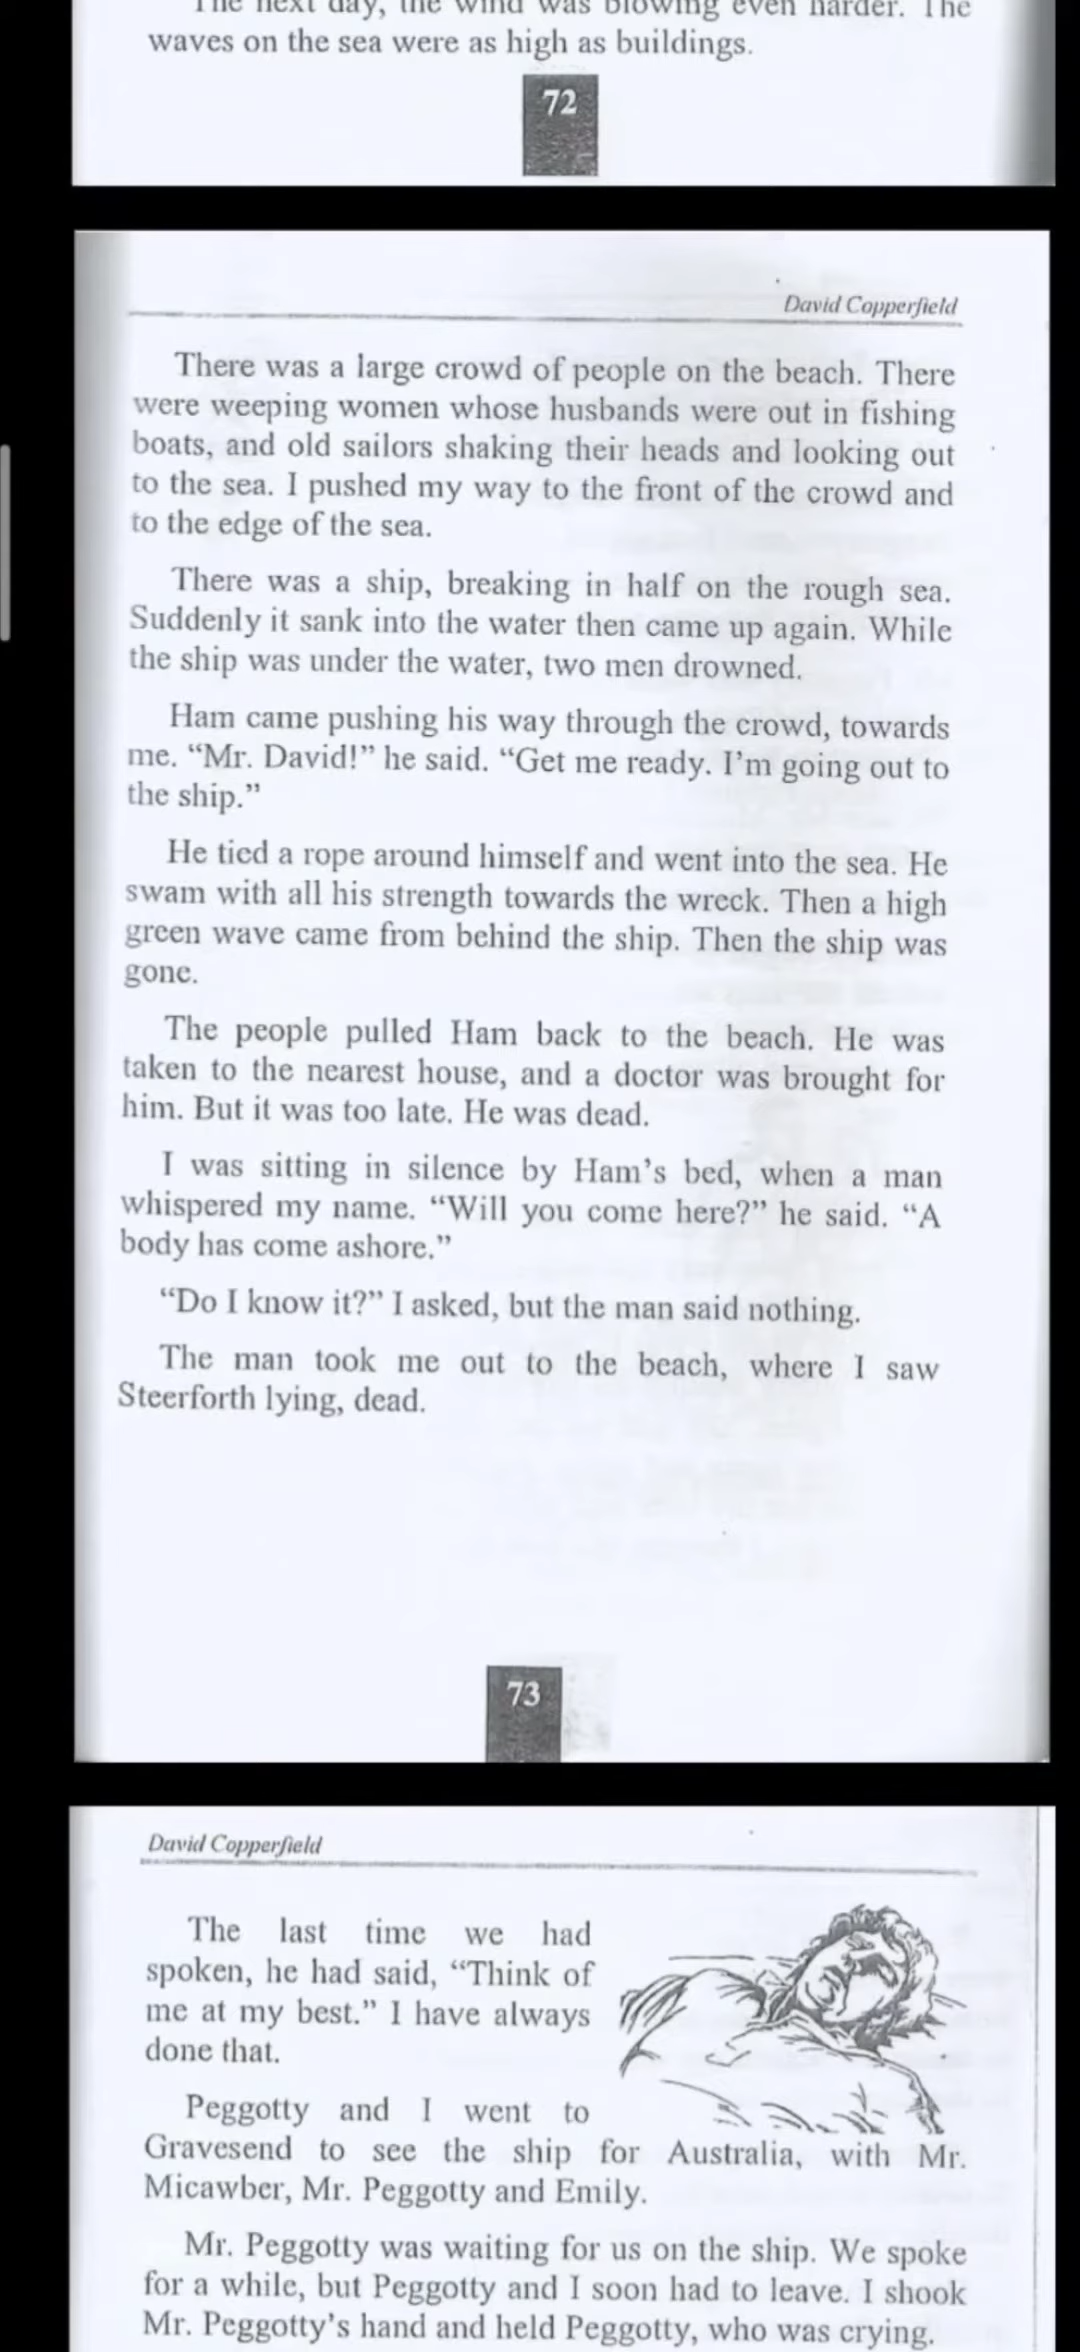 The next day, the wind was blowing even harder. The
waves on the sea were as high as buildings.
72
David Copperfield
There was a large crowd of people on the beach. There
were weeping women whose husbands were out in fishing
boats, and old sailors shaking their heads and looking out
to the sea. I pushed my way to the front of the crowd and
to the edge of the sea.
There was a ship, breaking in half on the rough sea.
Suddenly it sank into the water then came up again. While
the ship was under the water, two men drowned.
Ham came pushing his way through the crowd, towards
me. “Mr. David!” he said. “Get me ready. I’m going out to
the ship.”
He tied a rope around himself and went into the sea. He
swam with all his strength towards the wreck. Then a high
green wave came from behind the ship. Then the ship was
gone.
The people pulled Ham back to the beach. He was
taken to the nearest house, and a doctor was brought for
him. But it was too late. He was dead.
I was sitting in silence by Ham’s bed, when a man
whispered my name. “Will you come here?” he said. “A
body has come ashore.”
“Do I know it?” I asked, but the man said nothing.
The man took me out to the beach, where I saw
Steerforth lying, dead.
73
David Copperfield
The last time we had
spoken, he had said, “Think of
me at my best.” I have always
done that.
Peggotty and I went to
Gravesend to see the ship for Australia, with Mr.
Micawber, Mr. Peggotty and Emily.
Mr. Peggotty was waiting for us on the ship. We spoke
for a while, but Peggotty and I soon had to leave. I shook
Mr. Peggotty’s hand and held Peggotty, who was crying.